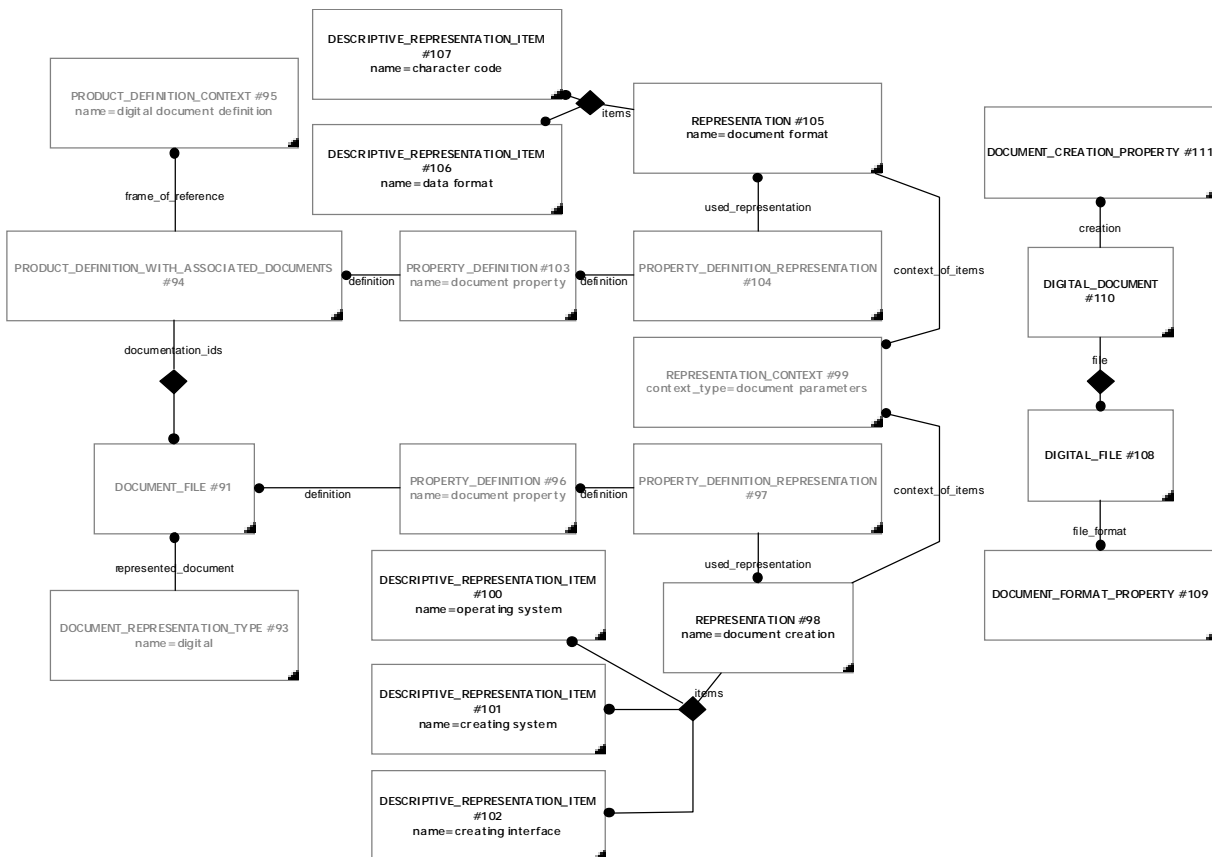 DESCRIPTIVE_REPRESENTATION_ITEM
#107
name=character code
PRODUCT_DEFINITION_CONTEXT #95
name=digital document definition
items
REPRESENTATION #105
name=document format
DESCRIPTIVE_REPRESENTATION_ITEM
#106
name=data format
DOCUMENT_CREATION_PROPERTY #111
frame_of_reference
used_representation
creation
PRODUCT_DEFINITION_WITH_ASSOCIATED_DOCUMENTS
#94
definition
PROPERTY_DEFINITION #103
name=document property
definition
PROPERTY_DEFINITION_REPRESENTATION
#104
context_of_items
DIGITAL_DOCUMENT
#110
documentation_ids
file
REPRESENTATION_CONTEXT #99
context_type=document parameters
DIGITAL_FILE #108
DOCUMENT_FILE #91
definition
PROPERTY_DEFINITION #96
name=document property
definition
PROPERTY_DEFINITION_REPRESENTATION
#97
context_of_items
file_format
represented_document
used_representation
DESCRIPTIVE_REPRESENTATION_ITEM
#100
name=operating system
DOCUMENT_FORMAT_PROPERTY #109
DOCUMENT_REPRESENTATION_TYPE #93
name=digital
REPRESENTATION #98
name=document creation
items
DESCRIPTIVE_REPRESENTATION_ITEM
#101
name=creating system
DESCRIPTIVE_REPRESENTATION_ITEM
#102
name=creating interface